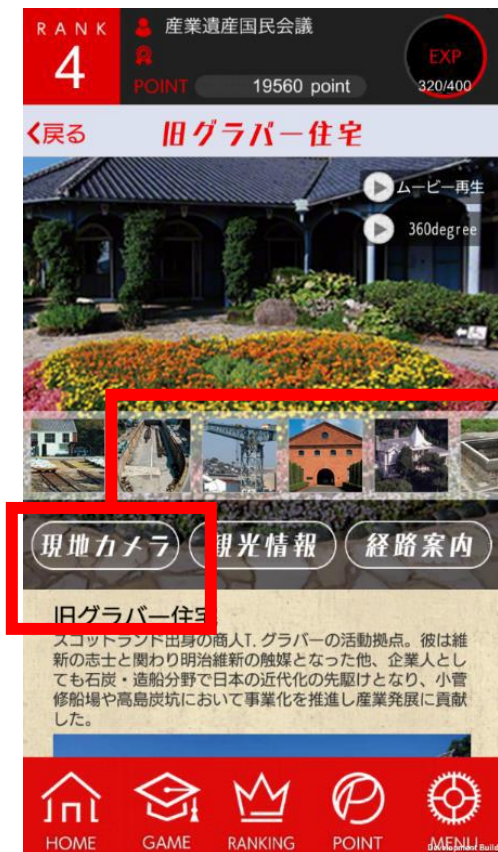 RANK
4
産業遺産国民会議
POINT 19560 point
EXP
320/400
戻る
旧グラバー住宅
ムービー再生
360degree
現地カメラ
観光情報
経路案内
旧グラバー住宅
スコットランド出身の商人T. グラバーの活動拠点。彼は維
新の志士と関わり明治維新の触媒となった他、企業人とし
ても石炭・造船分野で日本の近代化の先駆けとなり、小菅
修船場や高島炭坑において事業化を推進し産業発展に貢献
した。
HOME
GAME
RANKING
POINT
MENU
Development Build